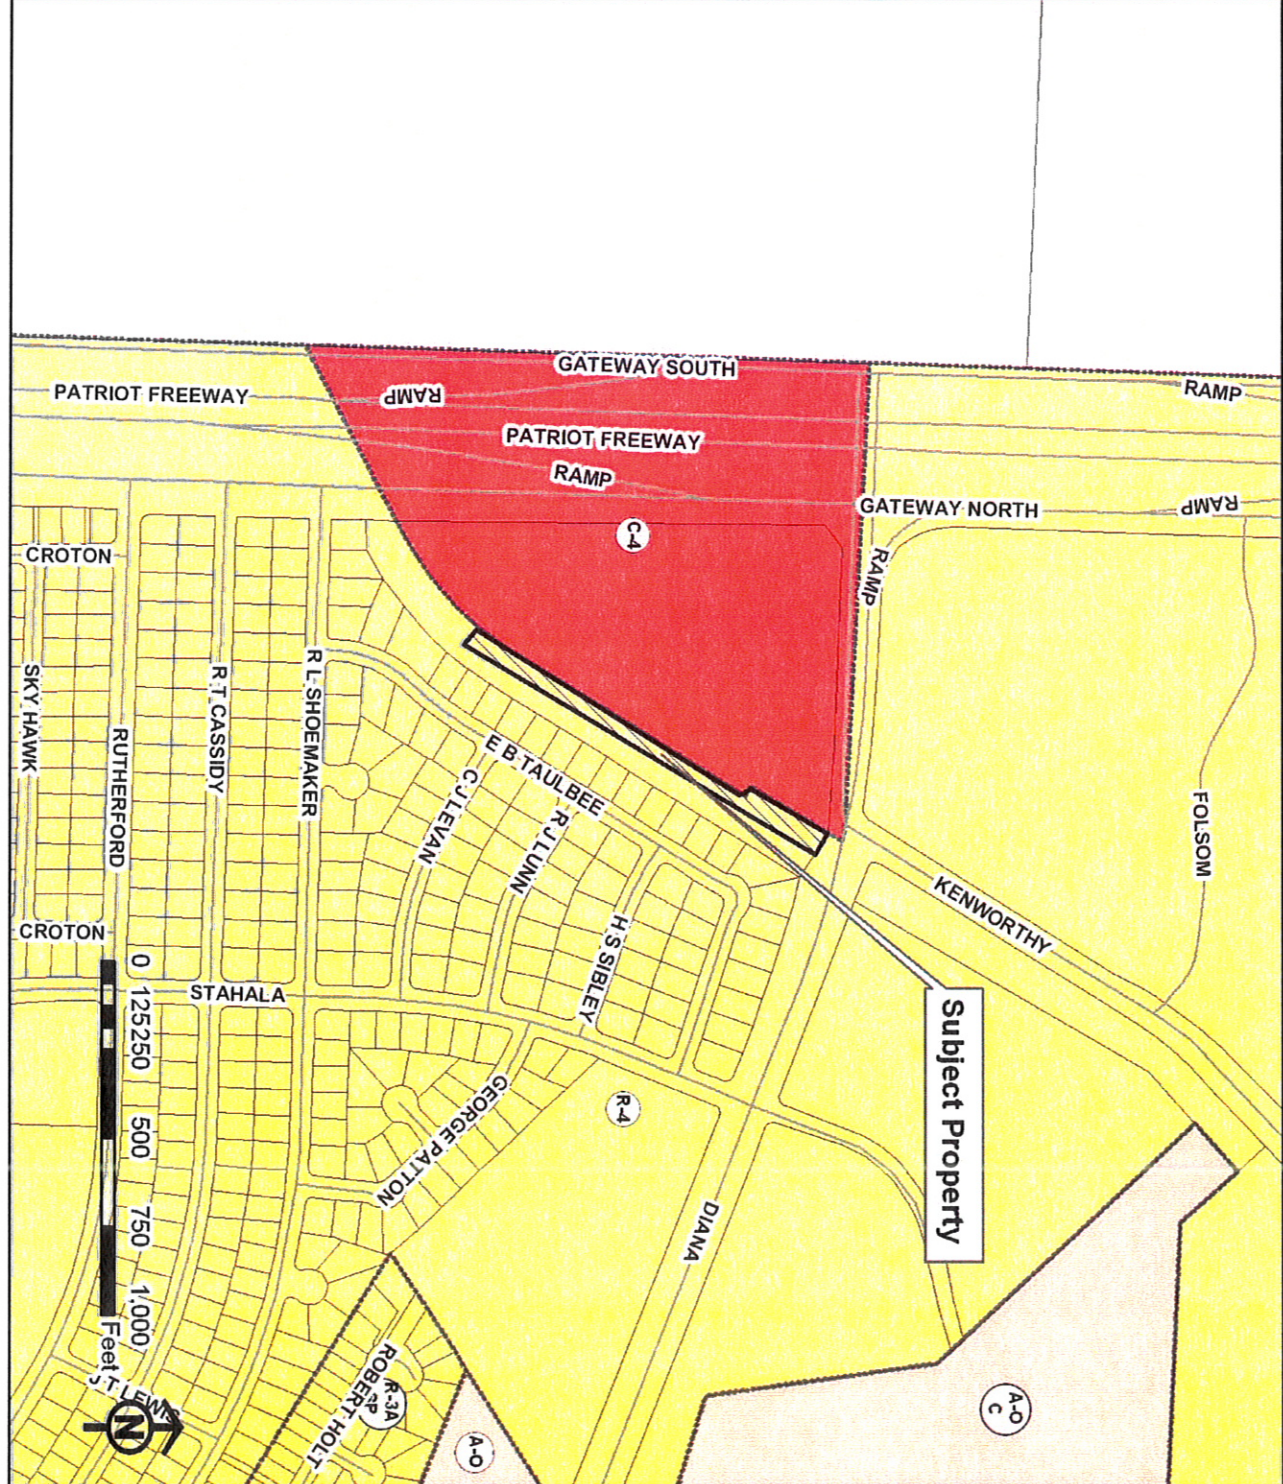 GATEWAY SOUTH
RAMP
PATRIOT FREEWAY
RAMP
PATRIOT FREEWAY
RAMP
GATEWAY NORTH
RAMP
C-4
RAMP
CROTON
FOLSOM
SKY HAWK
RUTHERFORD
R T CASSIDY
R L SHOEMAKER
E B TAULBEE
C J LEVAN
R J LUNN
H S SIBLEY
KENWORTHY
CROTON
STAHALA
Subject Property
GEORGE PATTON
R-4
DIANA
0 125 250 500 750 1,000
Feet
J T LEWIS
N
ROBERT HOLT
R-3A
SP
A-O
A-O
C